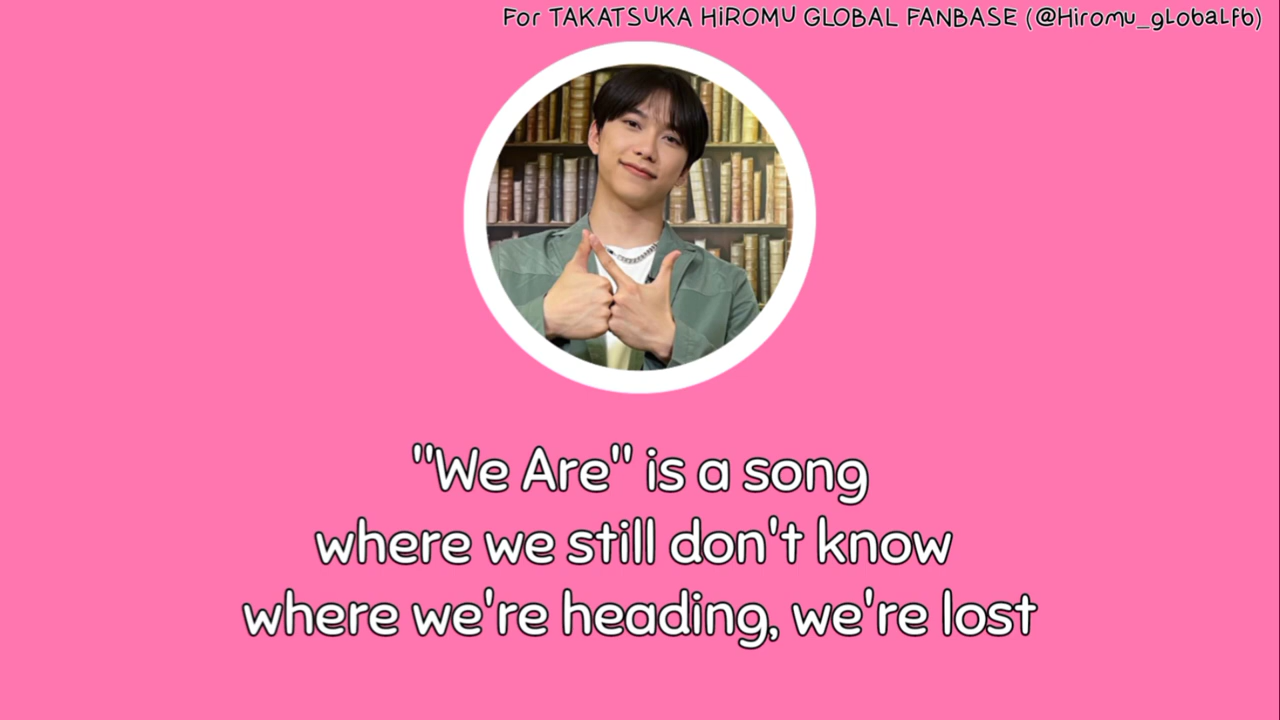 For TAKATSUKA HiROMU GLOBAL FANBASE (@Hiromu_globalfb)
"We Are" is a song
where we still don't know
where we're heading, we're lost